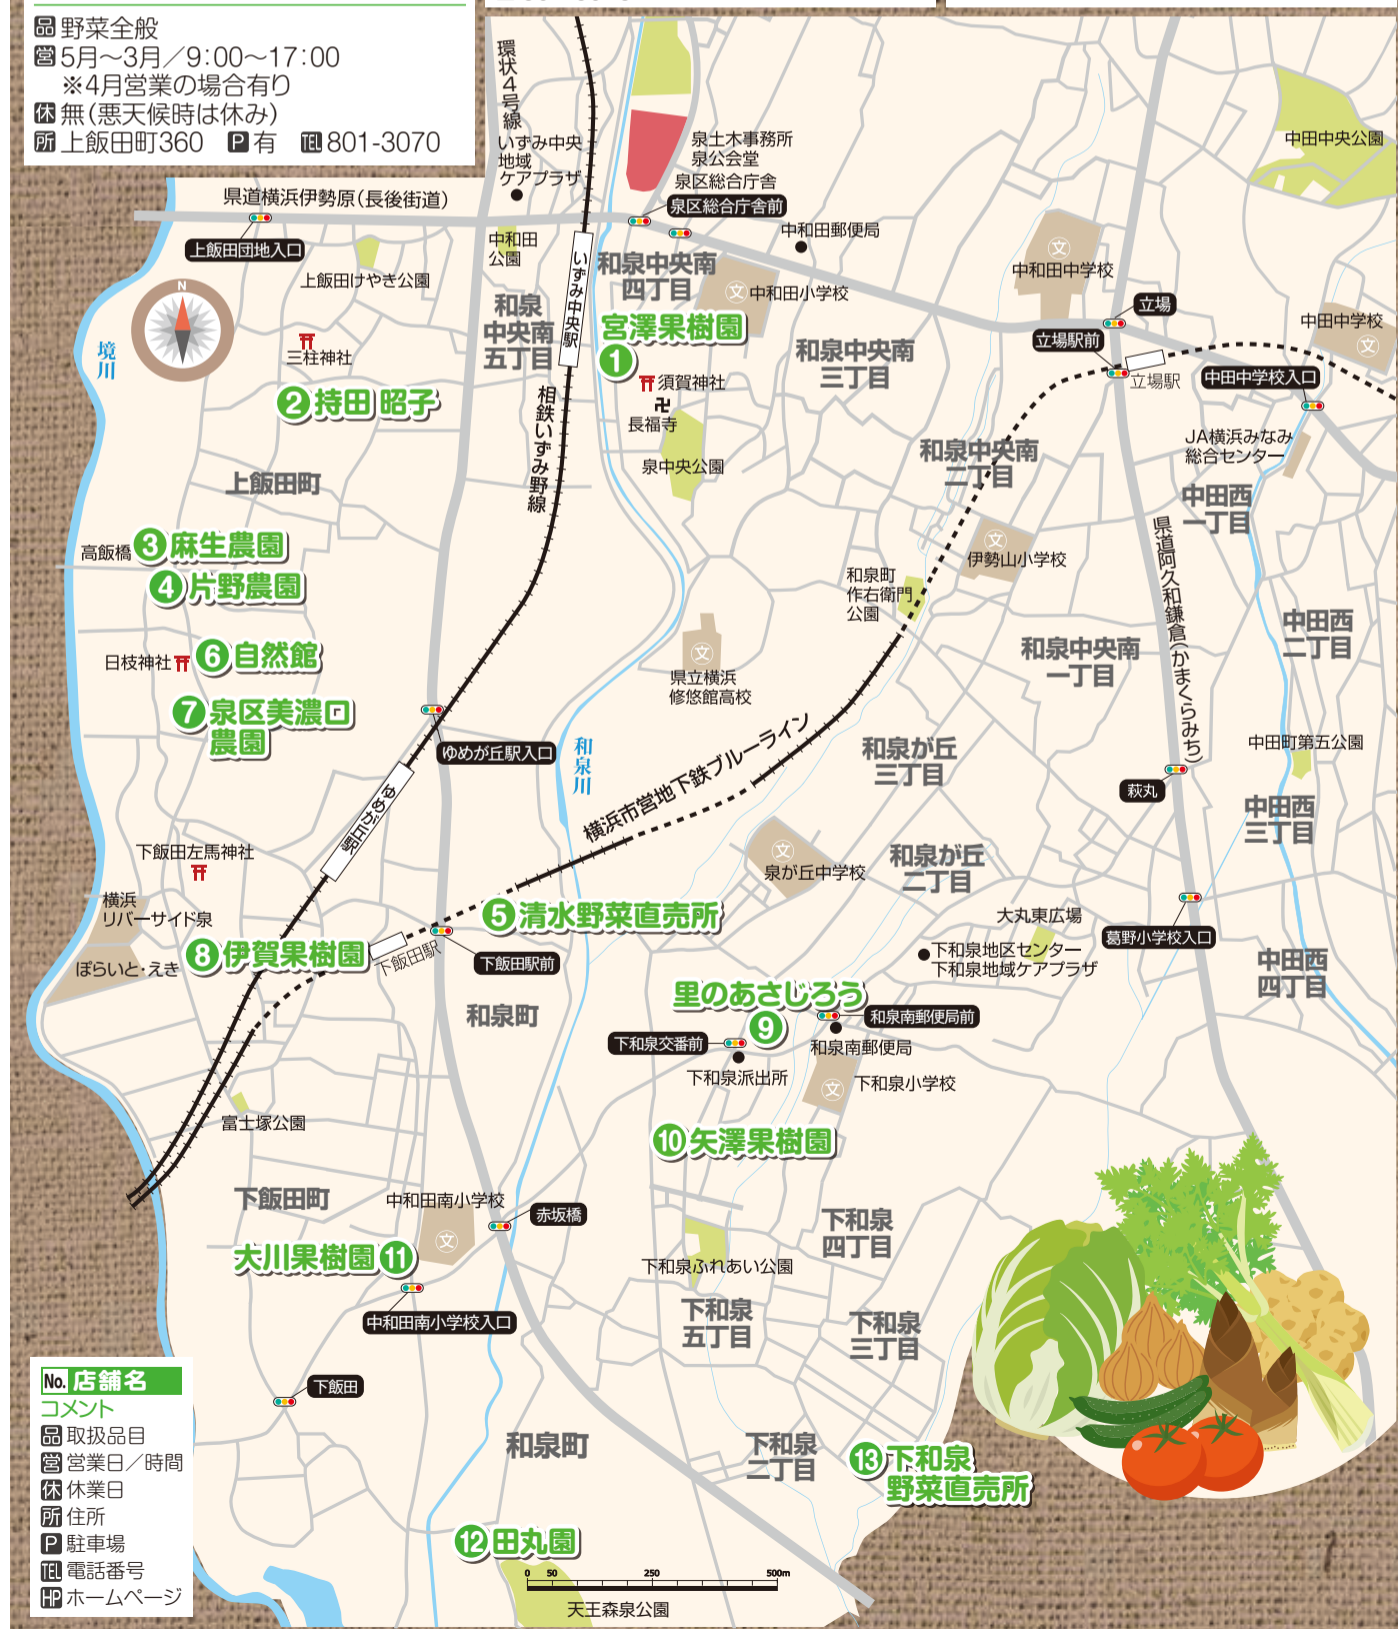 品 野菜全般
営 5月〜3月／9:00〜17:00
※4月営業の場合有り
休 無（悪天候時は休み）
所 上飯田町360 P 有 TEL 801-3070
環状4号線
いずみ中央
地域
ケアプラザ
泉土木事務所
泉公会堂
泉区総合庁舎
泉区総合庁舎前
中田中央公園
県道横浜伊勢原（長後街道）
上飯田団地入口
上飯田けやき公園
中和田
公園
いずみ中央駅
和泉中央南
四丁目
中和田郵便局
中和田小学校
中和田中学校
立場
立場駅前
立場駅
中田中学校
中田中学校入口
N
境川
三柱神社
和泉
中央南
五丁目
宮澤果樹園
1
須賀神社
長福寺
泉中央公園
和泉中央南
三丁目
2 持田 昭子
相鉄いずみ野線
和泉中央南
二丁目
JA横浜みなみ
総合センター
中田西
一丁目
上飯田町
高飯橋
3 麻生農園
4 片野農園
和泉町
作右衛門
公園
文
伊勢山小学校
県道阿久和鎌倉（かまくらみち）
中田西
二丁目
和泉中央南
一丁目
日枝神社
6 自然館
7 泉区美濃口
農園
県立横浜
修悠館高校
ゆめが丘駅入口
和泉川
ゆめが丘駅
横浜市営地下鉄ブルーライン
和泉が丘
三丁目
中田町第五公園
萩丸
中田西
三丁目
下飯田左馬神社
横浜
リバーサイド泉
ぽらいと・えき
泉が丘中学校
和泉が丘
二丁目
5 清水野菜直売所
8 伊賀果樹園
下飯田駅
下飯田駅前
大丸東広場
下和泉地区センター
下和泉地域ケアプラザ
葛野小学校入口
中田西
四丁目
和泉町
里のあさじろう
9
和泉南郵便局前
下和泉交番前
和泉南郵便局
下和泉派出所
下和泉小学校
富士塚公園
10 矢澤果樹園
下飯田町
中和田南小学校
赤坂橋
大川果樹園 11
中和田南小学校入口
下和泉
四丁目
下和泉ふれあい公園
下和泉
五丁目
下和泉
三丁目
下飯田
和泉町
下和泉
二丁目
13 下和泉
野菜直売所
12 田丸園
0 50 250 500m
天王森泉公園
No. 店舗名
コメント
品 取扱品目
営 営業日／時間
休 休業日
所 住所
P 駐車場
TEL 電話番号
HP ホームページ